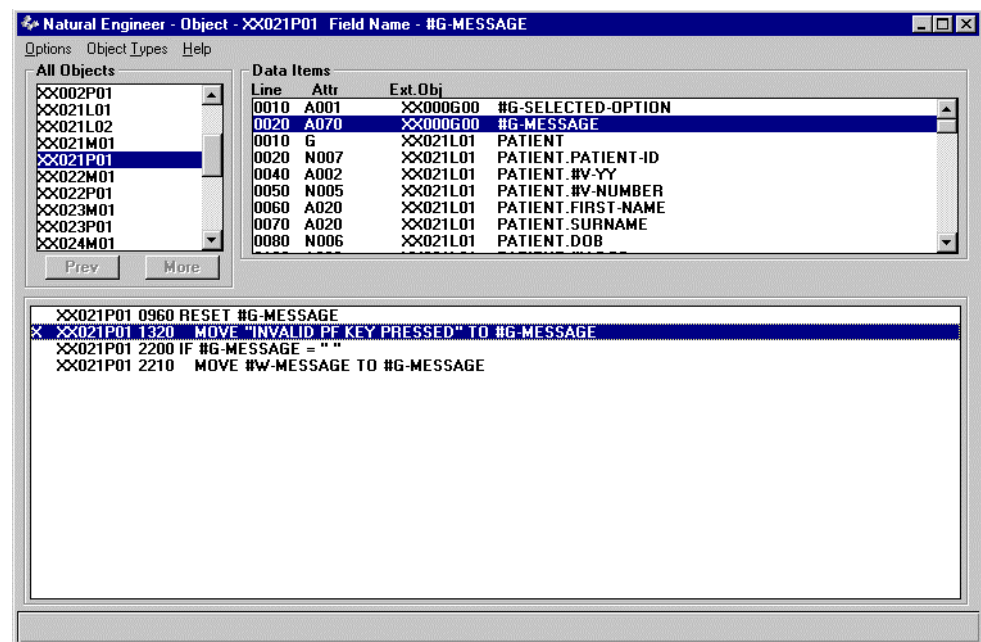 Natural Engineer - Object - XX021P01 Field Name - #G-MESSAGE
Options Object Types Help
All Objects
XX002P01
XX021L01
XX021L02
XX021M01
XX021P01
XX022M01
XX022P01
XX023M01
XX023P01
XX024M01
Prev More
Data Items
Line Attr Ext.Obj
0010 A001 XX000G00 #G-SELECTED-OPTION
0020 A070 XX000G00 #G-MESSAGE
0010 G XX021L01 PATIENT
0020 N007 XX021L01 PATIENT.PATIENT-ID
0040 A002 XX021L01 PATIENT.#V-YY
0050 N005 XX021L01 PATIENT.#V-NUMBER
0060 A020 XX021L01 PATIENT.FIRST-NAME
0070 A020 XX021L01 PATIENT.SURNAME
0080 N006 XX021L01 PATIENT.DOB
XX021P01 0960 RESET #G-MESSAGE
X XX021P01 1320 MOVE "INVALID PF KEY PRESSED" TO #G-MESSAGE
XX021P01 2200 IF #G-MESSAGE = " "
XX021P01 2210 MOVE #W-MESSAGE TO #G-MESSAGE